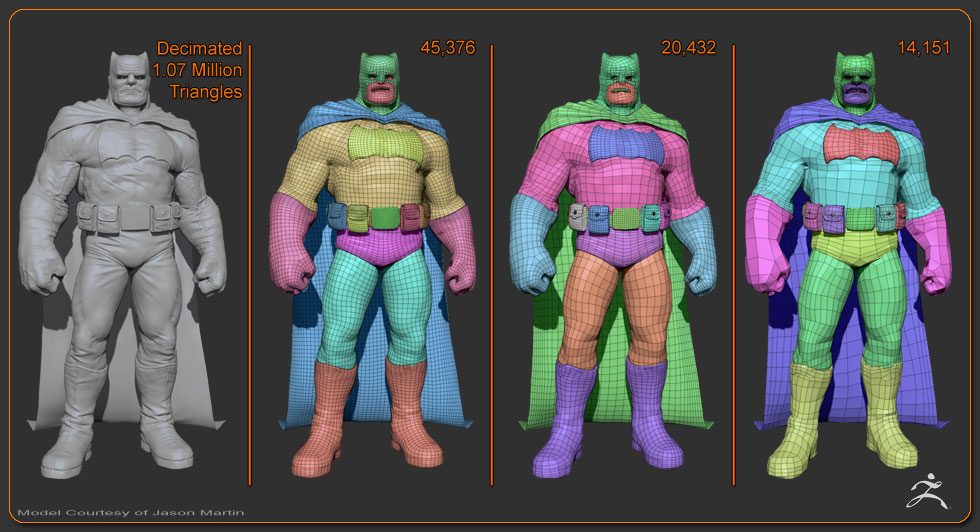 Decimated
1.07 Million
Triangles
45,376
20,432
14,151
Model Courtesy of Jason Martin